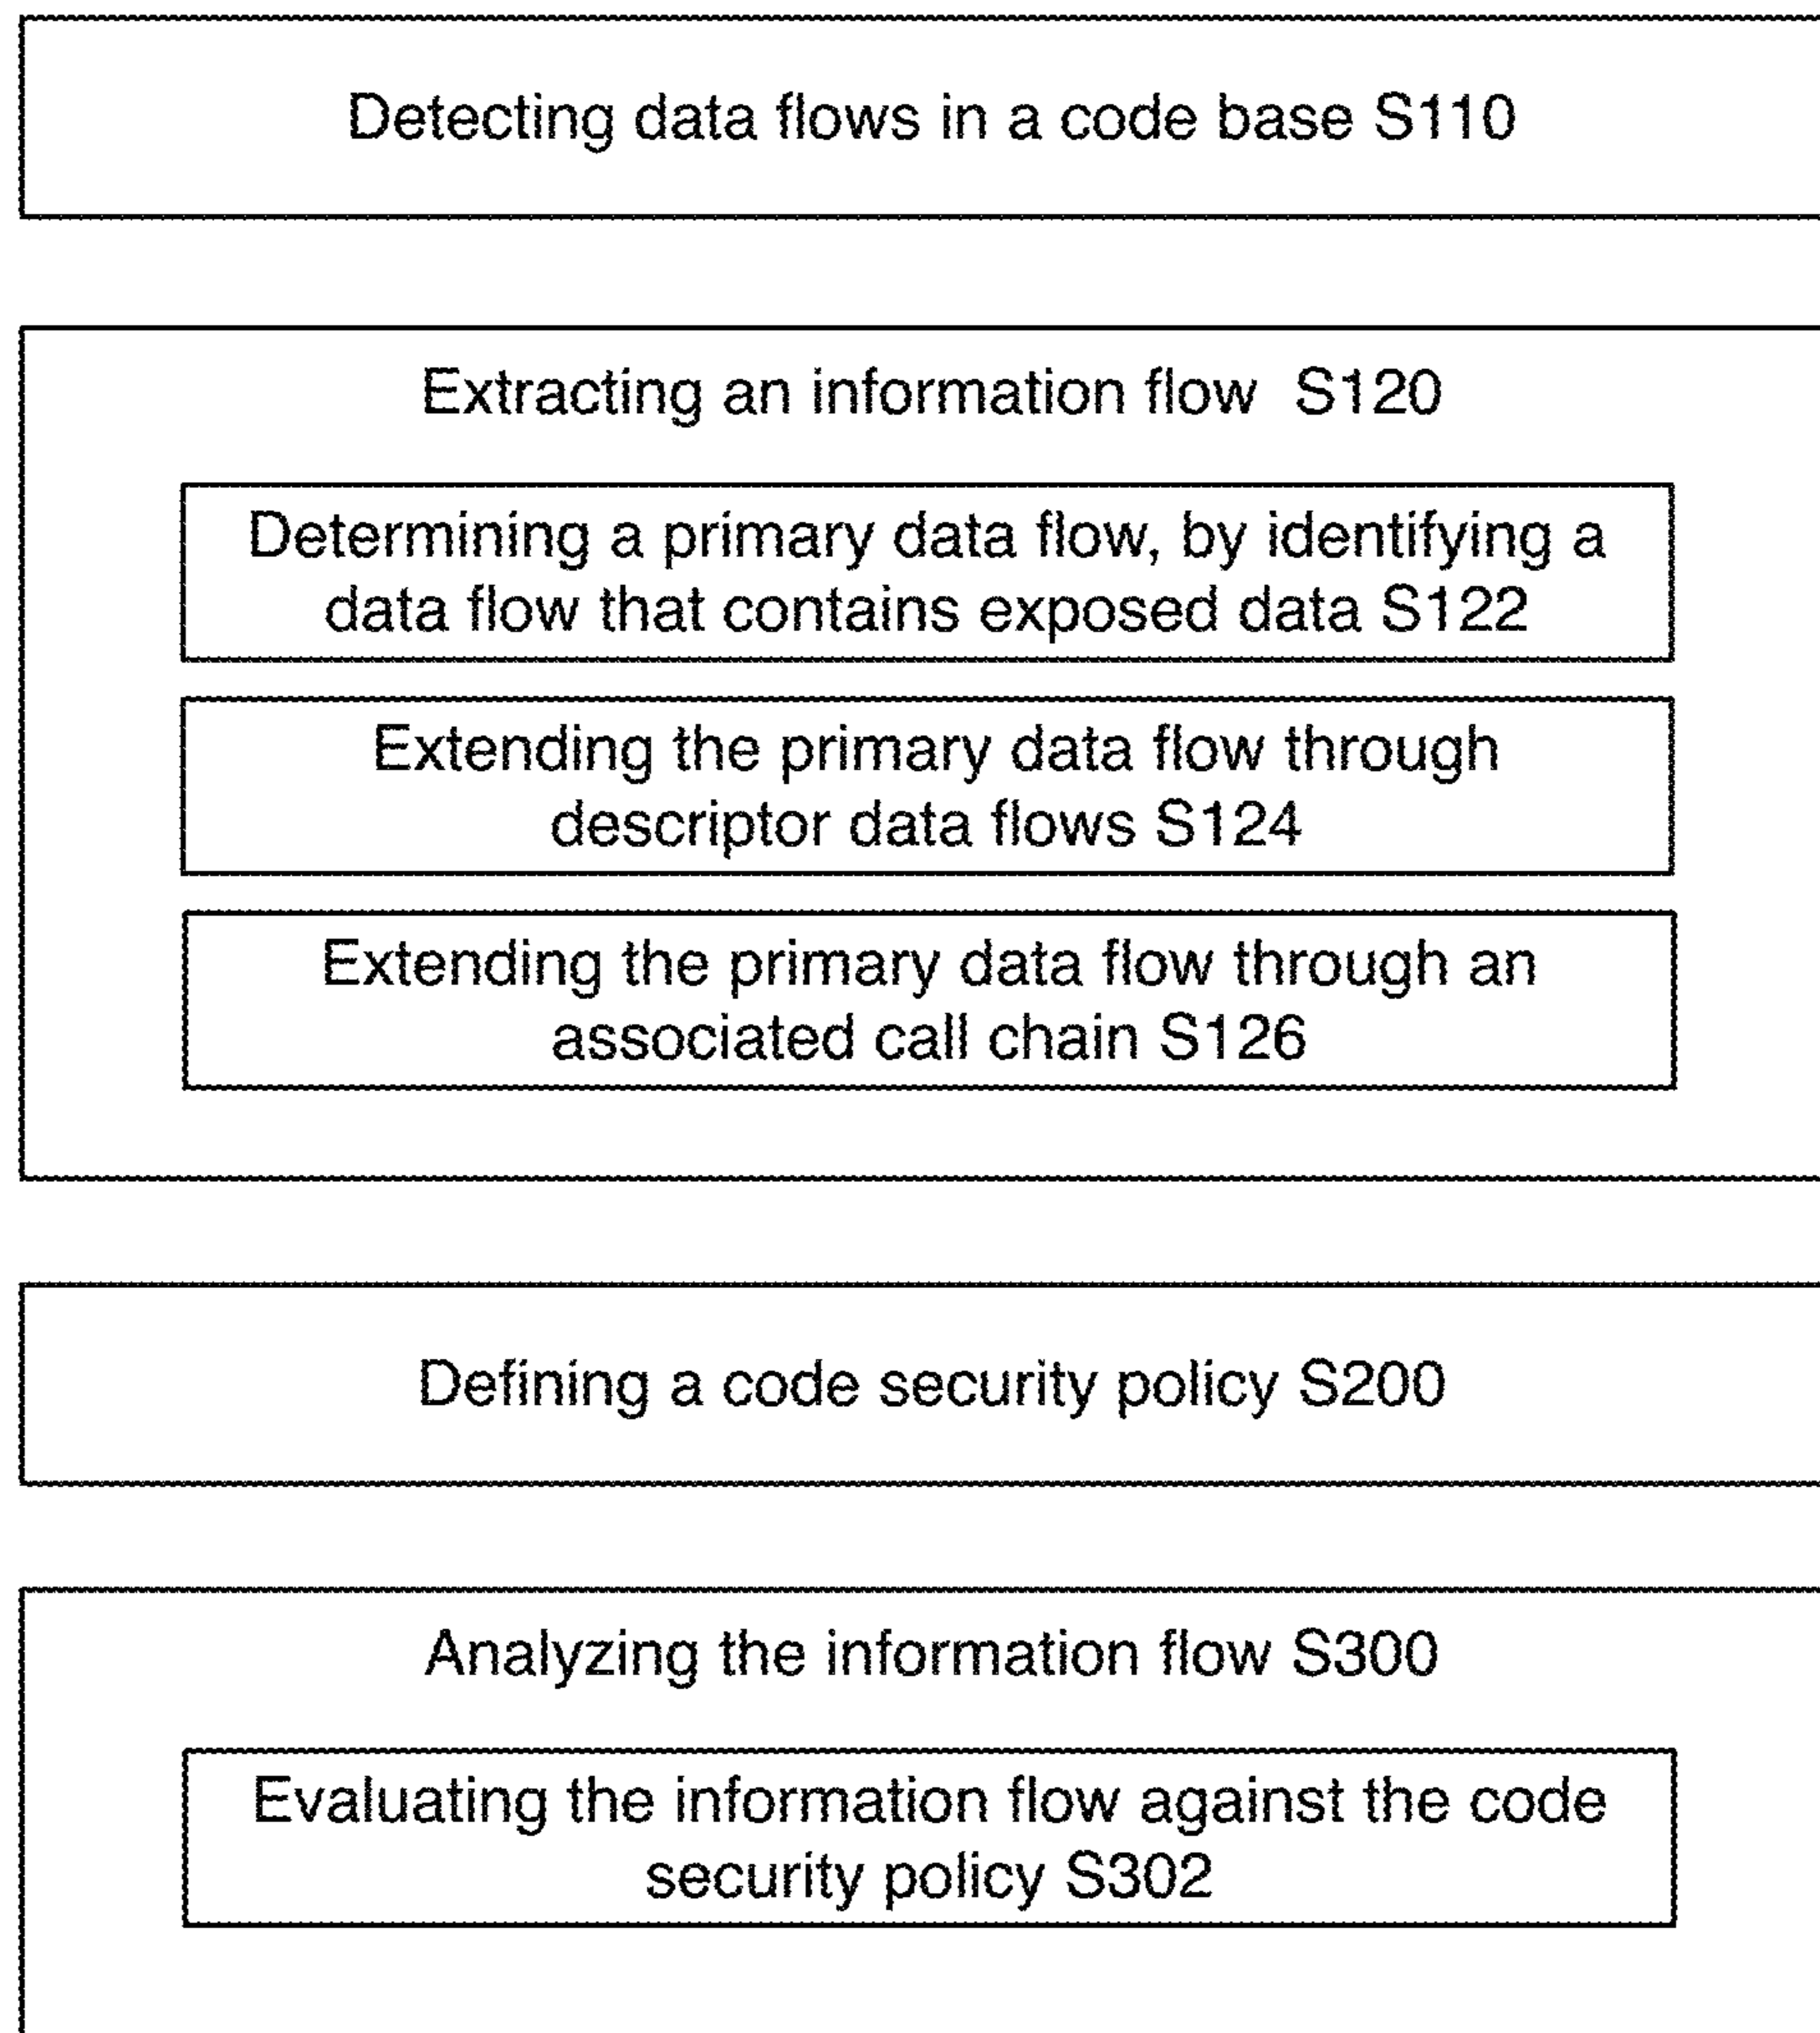 Detecting data flows in a code base S110
Extracting an information flow S120
Determining a primary data flow, by identifying a
data flow that contains exposed data S122
Extending the primary data flow through
descriptor data flows S124
Extending the primary data flow through an
associated call chain S126
Defining a code security policy S200
Analyzing the information flow S300
Evaluating the information flow against the code
security policy S302